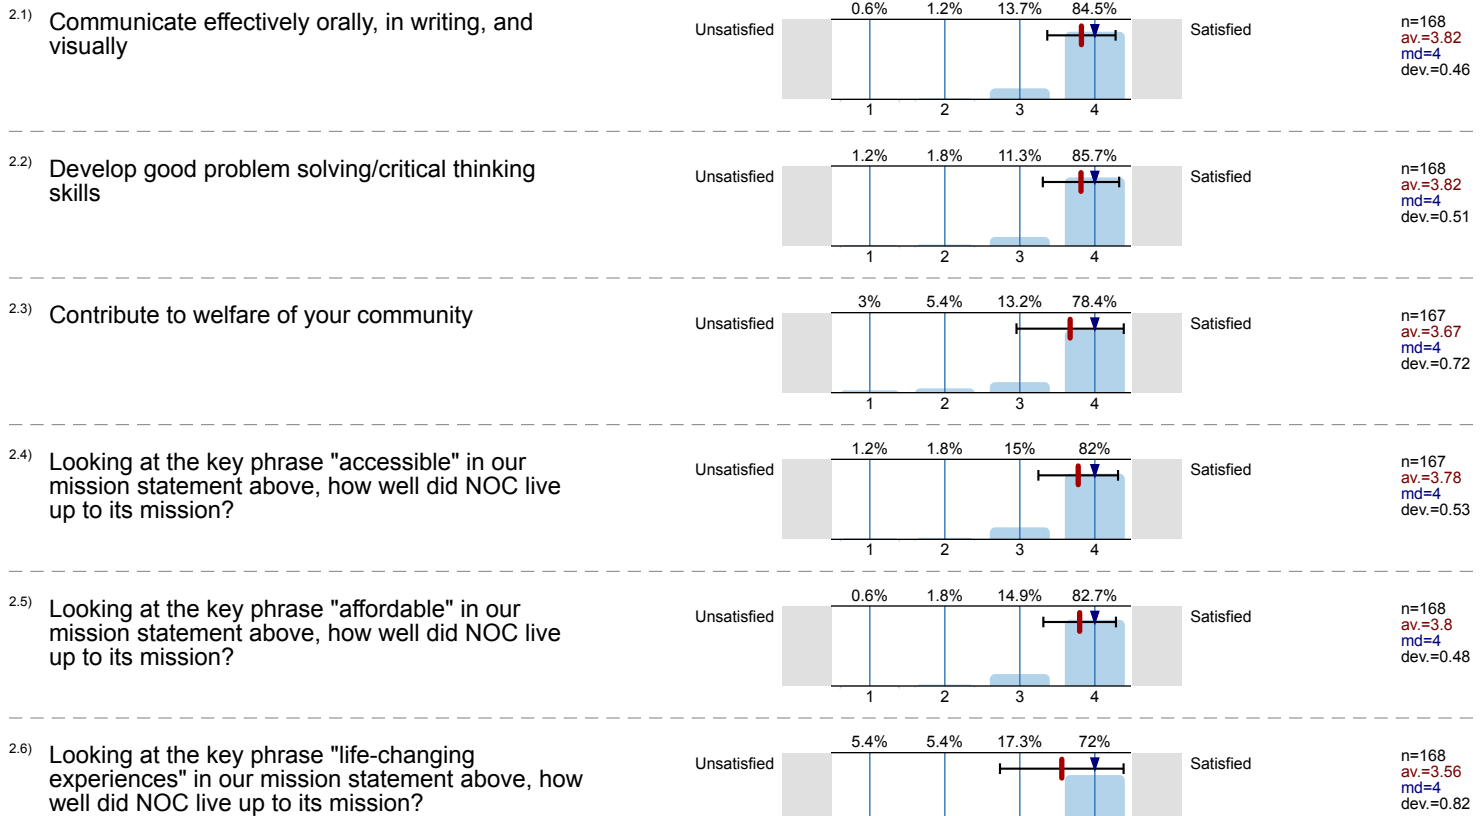 2.1) Communicate effectively orally, in writing, and
visually
Unsatisfied
0.6% 1.2% 13.7% 84.5%
1 2 3 4
Satisfied
n=168
av.=3.82
md=4
dev.=0.46
2.2) Develop good problem solving/critical thinking
skills
Unsatisfied
1.2% 1.8% 11.3% 85.7%
1 2 3 4
Satisfied
n=168
av.=3.82
md=4
dev.=0.51
2.3) Contribute to welfare of your community
Unsatisfied
3% 5.4% 13.2% 78.4%
1 2 3 4
Satisfied
n=167
av.=3.67
md=4
dev.=0.72
2.4) Looking at the key phrase "accessible" in our
mission statement above, how well did NOC live
up to its mission?
Unsatisfied
1.2% 1.8% 15% 82%
1 2 3 4
Satisfied
n=167
av.=3.78
md=4
dev.=0.53
2.5) Looking at the key phrase "affordable" in our
mission statement above, how well did NOC live
up to its mission?
Unsatisfied
0.6% 1.8% 14.9% 82.7%
1 2 3 4
Satisfied
n=168
av.=3.8
md=4
dev.=0.48
2.6) Looking at the key phrase "life-changing
experiences" in our mission statement above, how
well did NOC live up to its mission?
Unsatisfied
5.4% 5.4% 17.3% 72%
Satisfied
n=168
av.=3.56
md=4
dev.=0.82